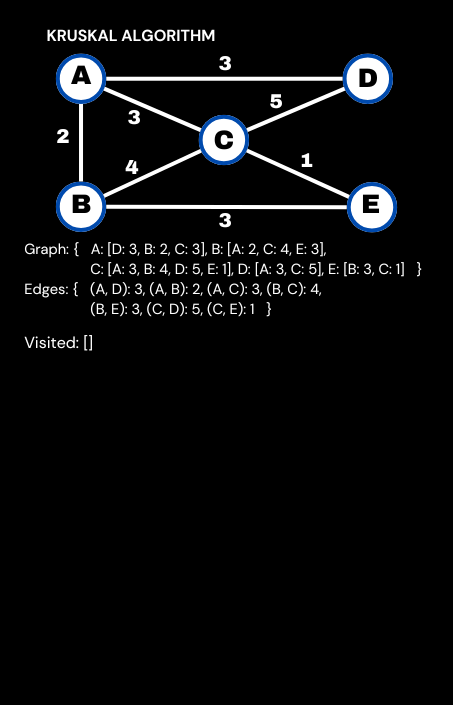 KRUSKAL ALGORITHM
A 3 D
5
3
C
2
4 1
B E
3
Graph: { A: [D: 3, B: 2, C: 3], B: [A: 2, C: 4, E: 3],
C: [A: 3, B: 4, D: 5, E: 1], D: [A: 3, C: 5], E: [B: 3, C: 1] }
Edges: { (A, D): 3, (A, B): 2, (A, C): 3, (B, C): 4,
(B, E): 3, (C, D): 5, (C, E): 1 }
Visited: []